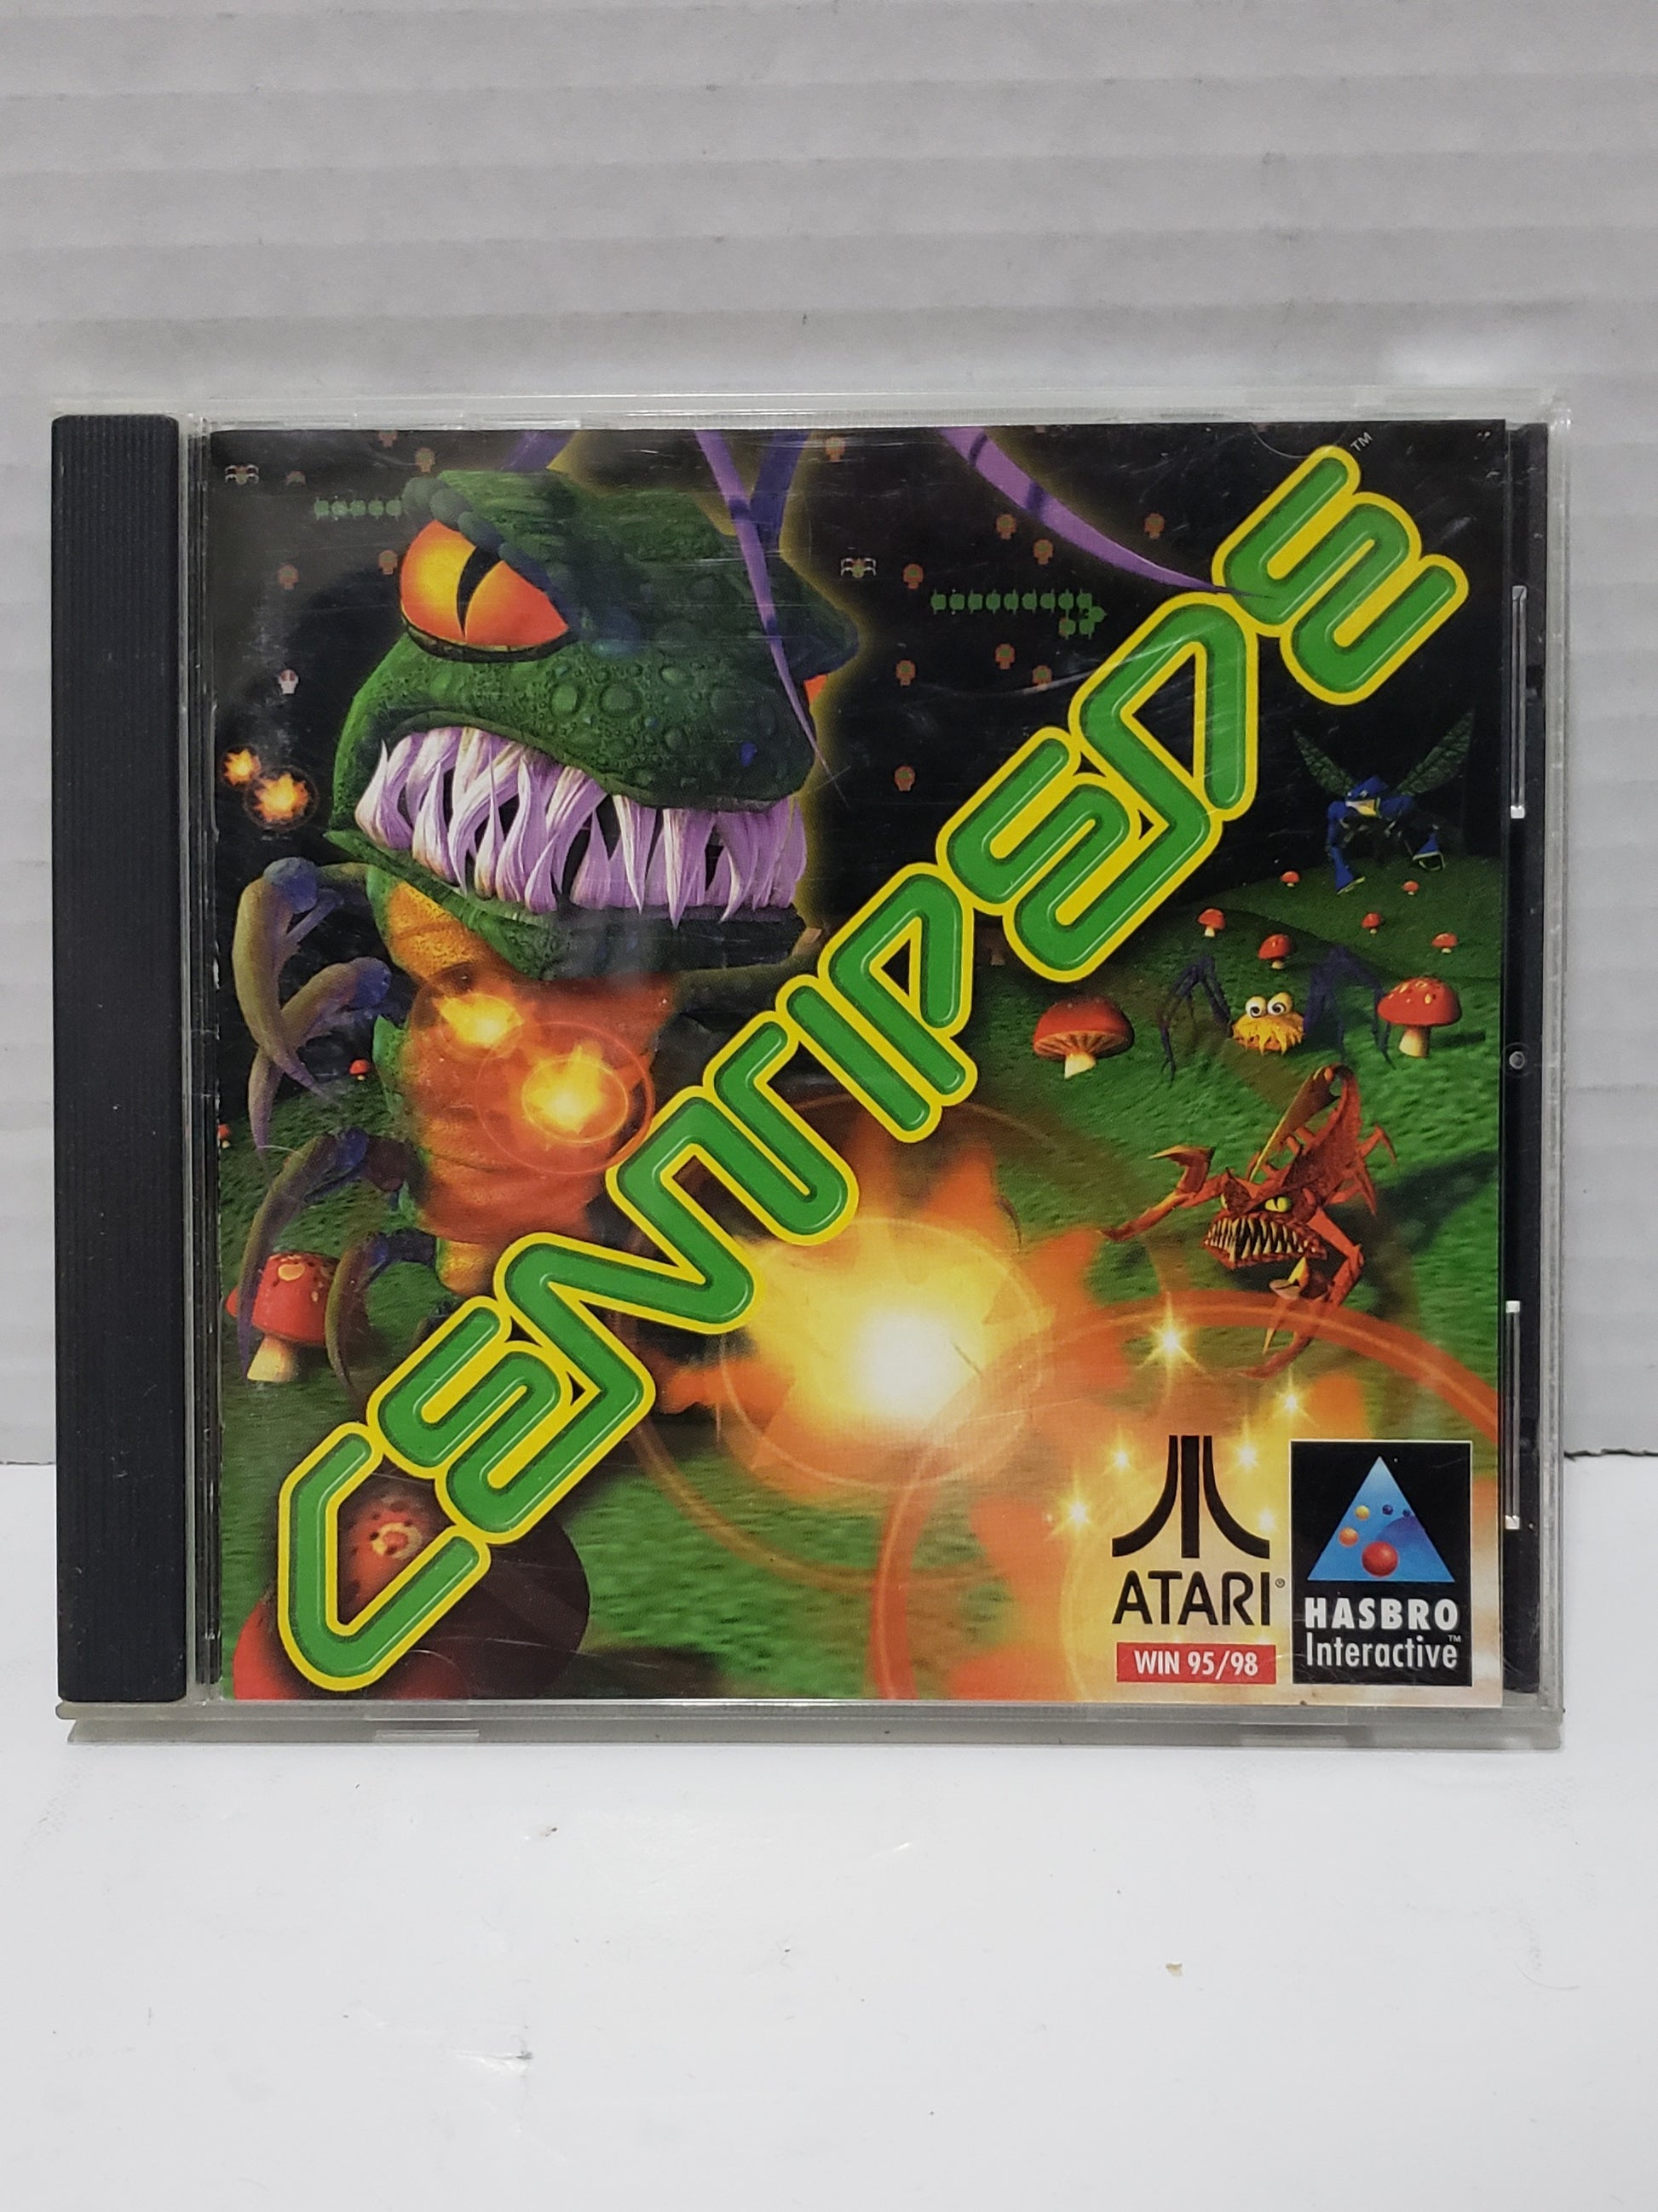 CENTIPEDE™
ATARI®
WIN 95/98
HASBRO
Interactive™